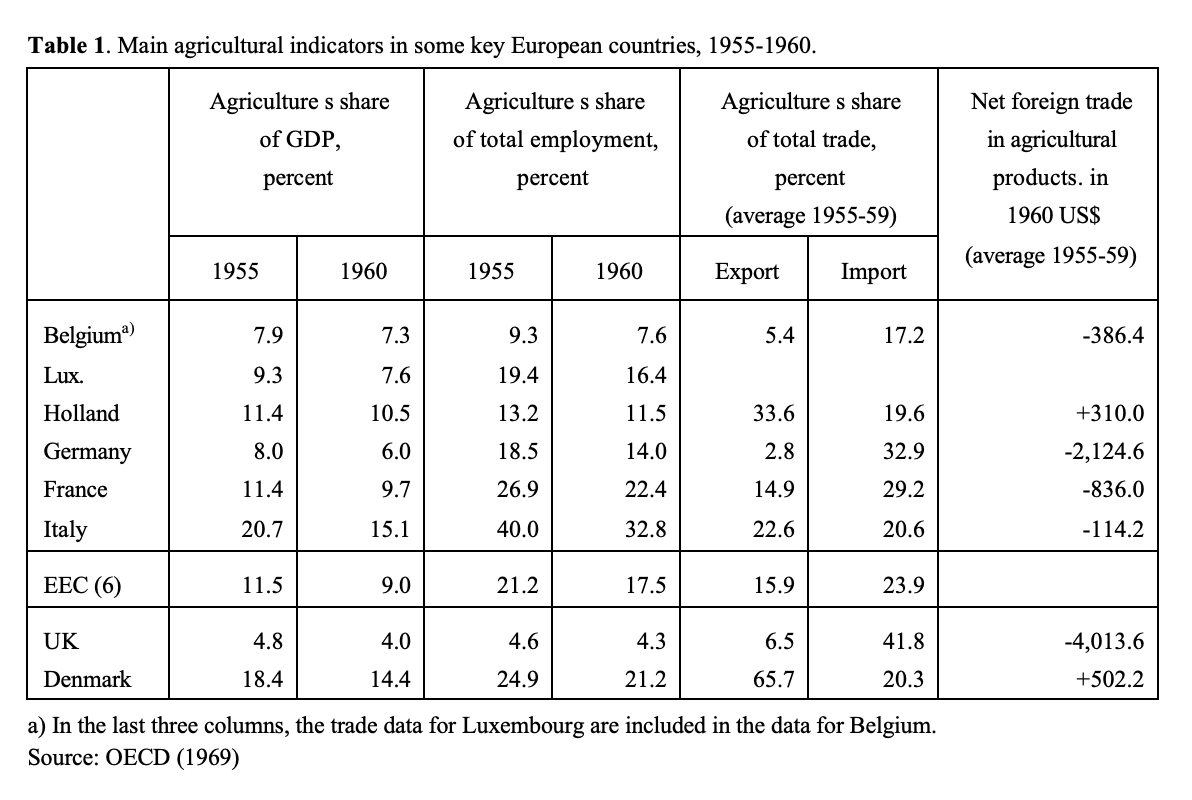 Table 1. Main agricultural indicators in some key European countries, 1955-1960.
Agriculture s share of GDP, percent
Agriculture s share of total employment, percent
Agriculture s share of total trade, percent (average 1955-59)
Net foreign trade in agricultural products. in 1960 US$ (average 1955-59)
1955 1960 1955 1960 Export Import
Belgium a) 7.9 7.3 9.3 7.6 5.4 17.2 -386.4
Lux. 9.3 7.6 19.4 16.4
Holland 11.4 10.5 13.2 11.5 33.6 19.6 +310.0
Germany 8.0 6.0 18.5 14.0 2.8 32.9 -2,124.6
France 11.4 9.7 26.9 22.4 14.9 29.2 -836.0
Italy 20.7 15.1 40.0 32.8 22.6 20.6 -114.2
EEC (6) 11.5 9.0 21.2 17.5 15.9 23.9
UK 4.8 4.0 4.6 4.3 6.5 41.8 -4,013.6
Denmark 18.4 14.4 24.9 21.2 65.7 20.3 +502.2
a) In the last three columns, the trade data for Luxembourg are included in the data for Belgium.
Source: OECD (1969)